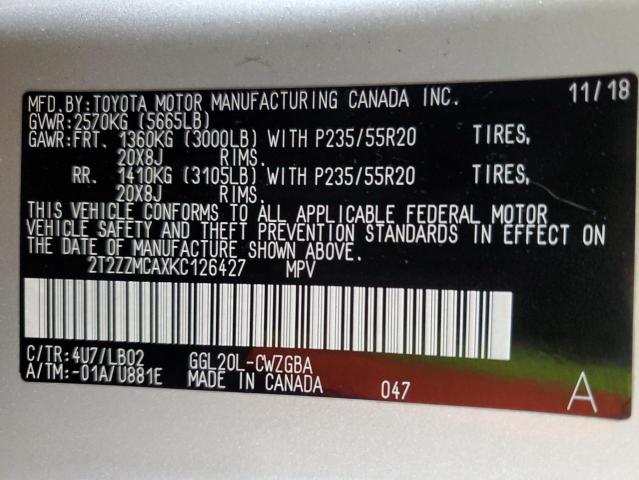 MFD.BY:TOYOTA MOTOR MANUFACTURING CANADA INC. 11/18
GVWR:2570KG (5665LB)
GAWR:FRT. 1360KG (3000LB) WITH P235/55R20 TIRES,
20X8J RIMS.
RR. 1410KG (3105LB) WITH P235/55R20 TIRES,
20X8J RIMS.
THIS VEHICLE CONFORMS TO ALL APPLICABLE FEDERAL MOTOR
VEHICLE SAFETY AND THEFT PREVENTION STANDARDS IN EFFECT ON
THE DATE OF MANUFACTURE SHOWN ABOVE.
2T2ZZMCAXKC126427 MPV
C/TR:4U7/LB02 GGL20L-CWZGBA
A/TM:-01A/U881E MADE IN CANADA 047 A